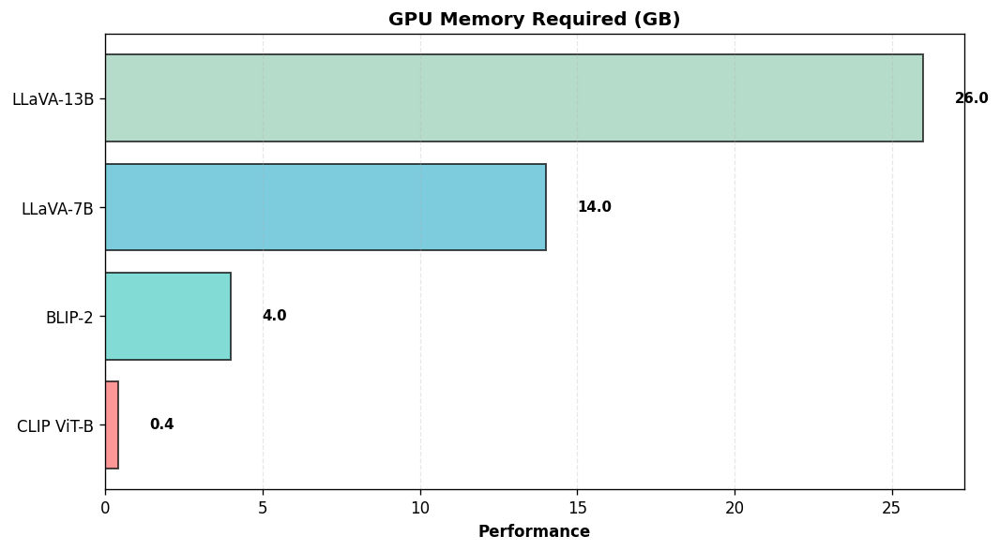 GPU Memory Required (GB)
LLaVA-13B
26.0
LLaVA-7B
14.0
BLIP-2
4.0
CLIP ViT-B
0.4
0 5 10 15 20 25
Performance